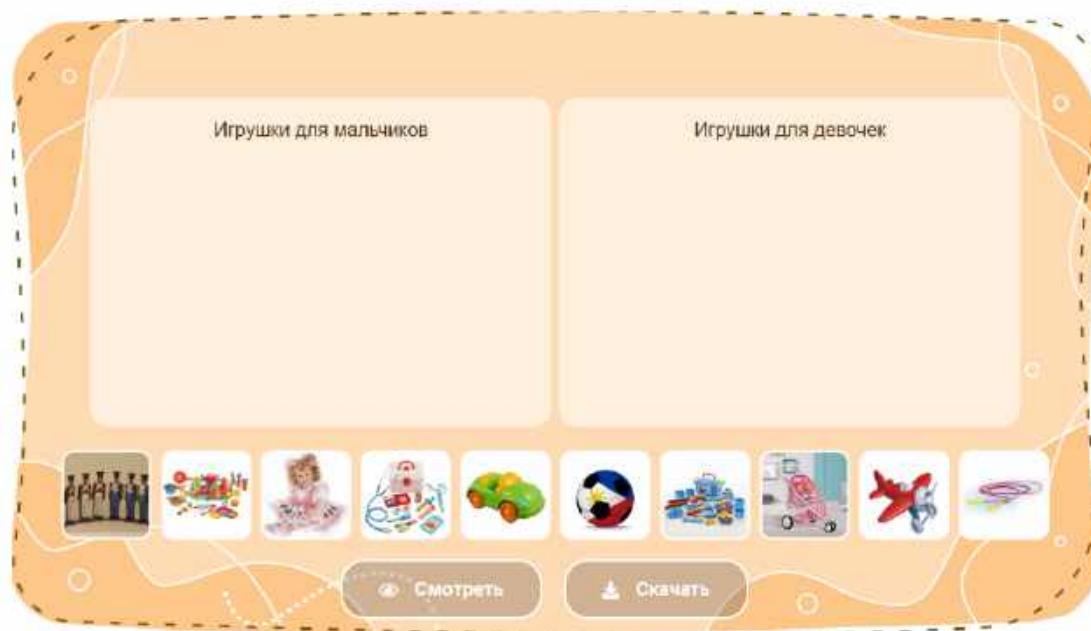 Игрушки для мальчиков
Игрушки для девочек
Смотреть
Скачать